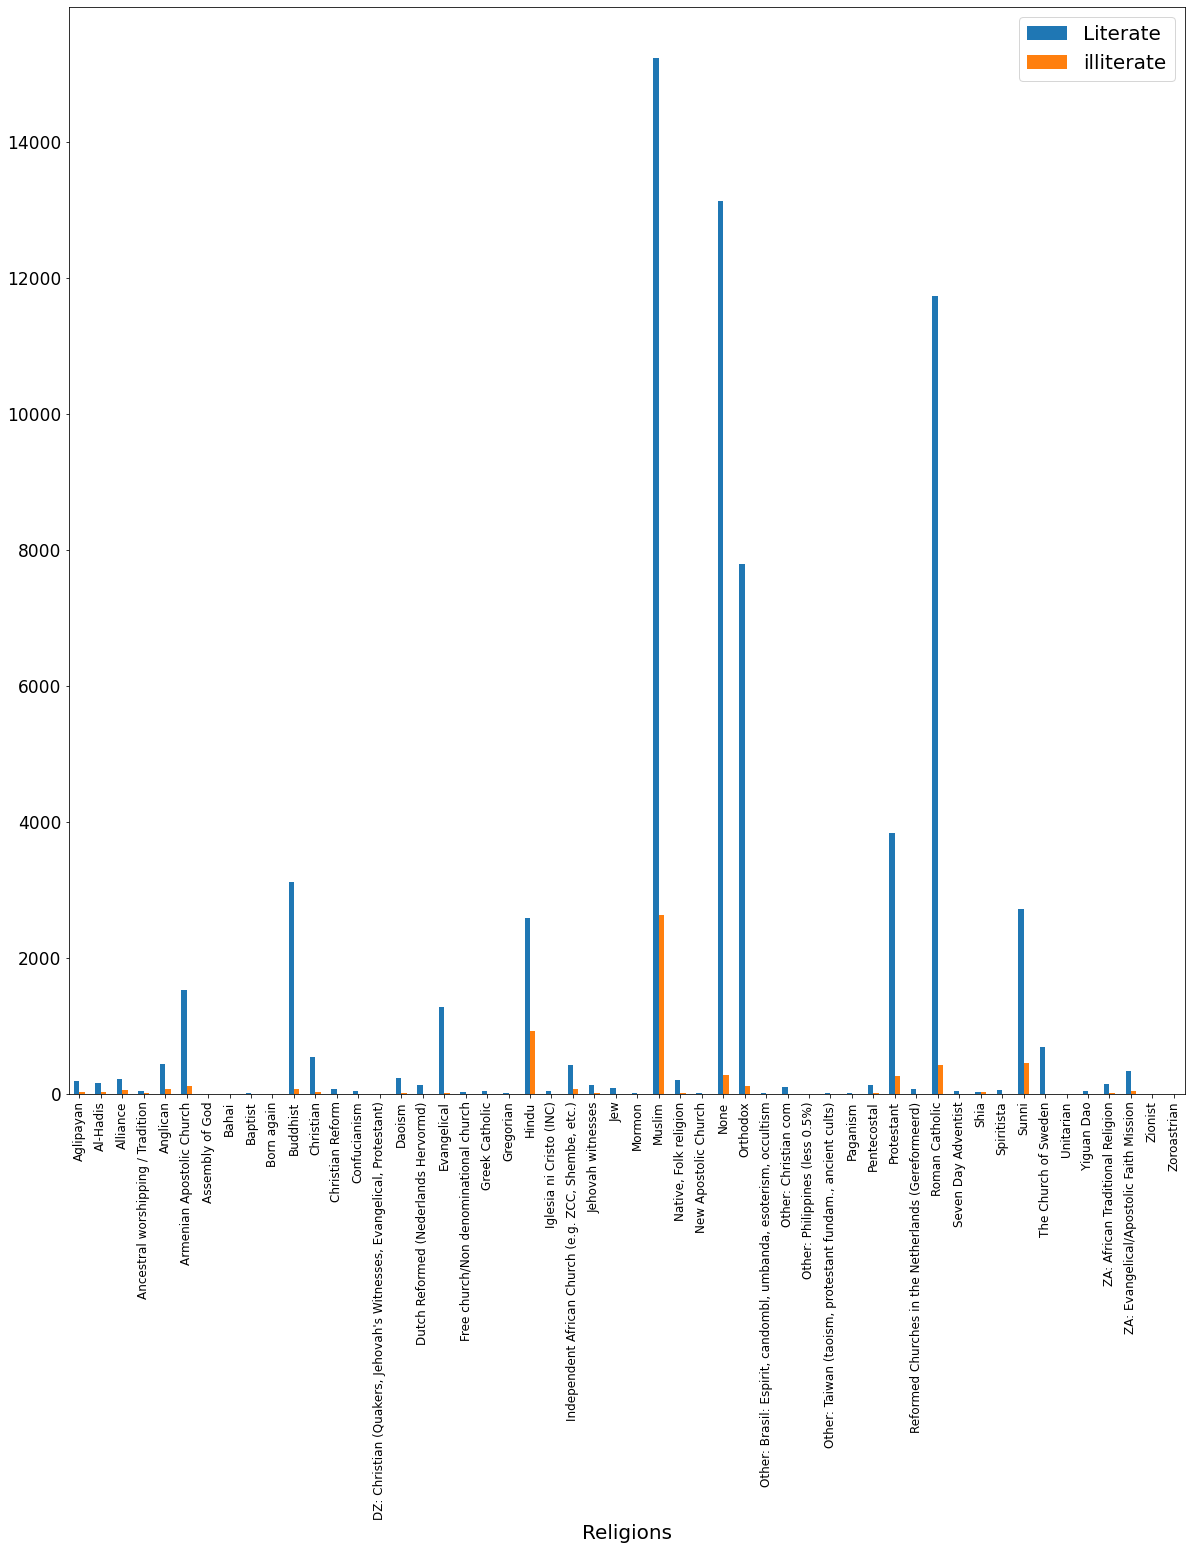 Literate
illiterate
14000
12000
10000
8000
6000
4000
2000
0
Aglipayan
Al-Hadis
Alliance
Ancestral worshipping / Tradition
Anglican
Armenian Apostolic Church
Assembly of God
Bahai
Baptist
Born again
Buddhist
Christian
Christian Reform
Confucianism
DZ: Christian (Quakers, Jehovah's Witnesses, Evangelical, Protestant)
Daoism
Dutch Reformed (Nederlands Hervormd)
Evangelical
Free church/Non denominational church
Greek Catholic
Gregorian
Hindu
Iglesia ni Cristo (INC)
Independent African Church (e.g. ZCC, Shembe, etc.)
Jehovah witnesses
Jew
Mormon
Muslim
Native, Folk religion
New Apostolic Church
None
Orthodox
Other: Brasil: Espirit, candombl, umbanda, esoterism, occultism
Other: Christian com
Other: Philippines (less 0.5%)
Other: Taiwan (taoism, protestant fundam., ancient cults)
Paganism
Pentecostal
Protestant
Reformed Churches in the Netherlands (Gereformeerd)
Roman Catholic
Seven Day Adventist
Shia
Spiritista
Sunni
The Church of Sweden
Unitarian
Yiguan Dao
ZA: African Traditional Religion
ZA: Evangelical/Apostolic Faith Mission
Zionist
Zoroastrian
Religions